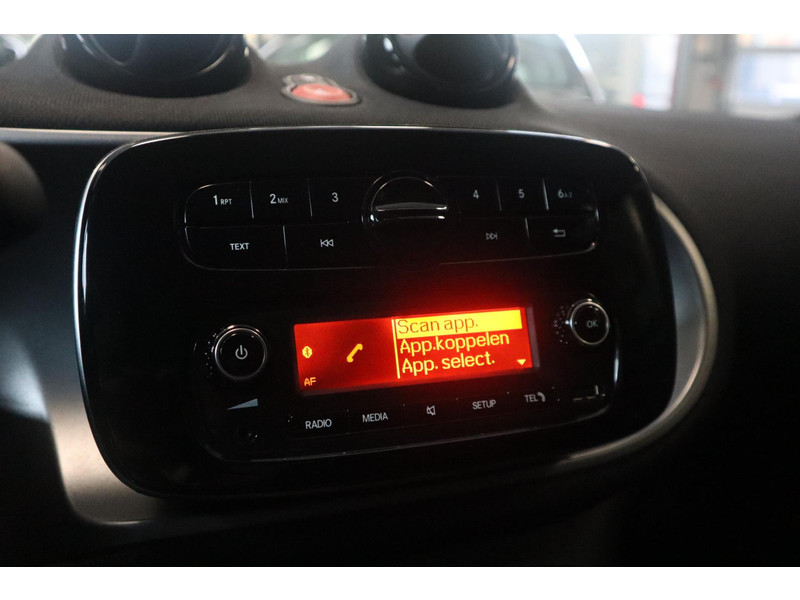 1 RPT 2 MIX 3 4 5 6 A-Z
TEXT
Scan app.
App.koppelen
App. select.
AF
OK
RADIO MEDIA SETUP TEL